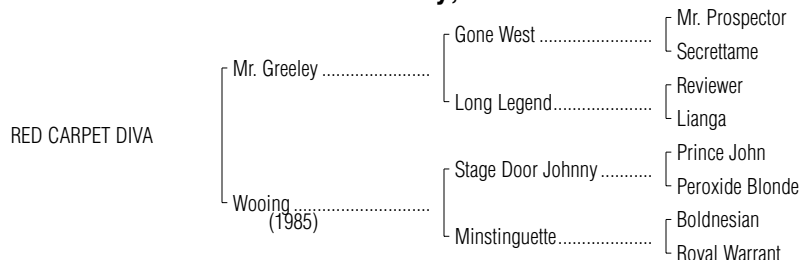 Mr. Prospector
Gone West ........................
Secrettame
Mr. Greeley .......................
Reviewer
Long Legend.....................
Lianga
RED CARPET DIVA
Prince John
Stage Door Johnny ...........
Peroxide Blonde
Wooing .............................
(1985)
Boldnesian
Minstinguette....................
Royal Warrant